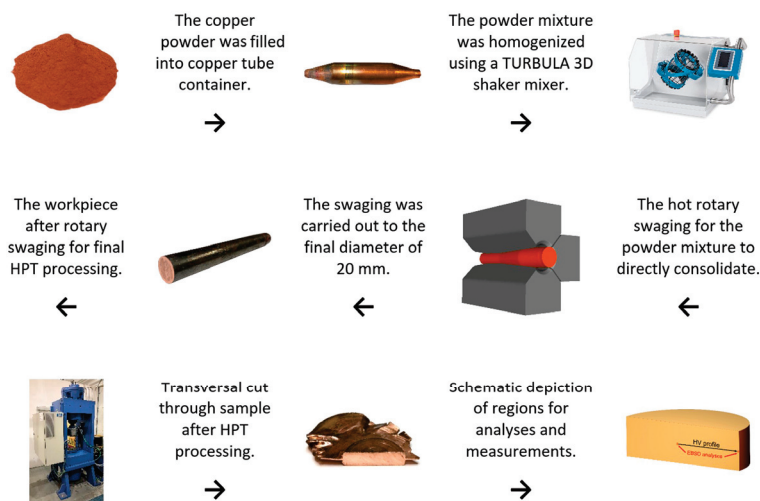 The copper
powder was filled
into copper tube
container.
The powder mixture
was homogenized
using a TURBULA 3D
shaker mixer.
The workpiece
after rotary
swaging for final
HPT processing.
The swaging was
carried out to the
final diameter of
20 mm.
The hot rotary
swaging for the
powder mixture to
directly consolidate.
Transversal cut
through sample
after HPT
processing.
Schematic depiction
of regions for
analyses and
measurements.
HV profile
EBSD analyses